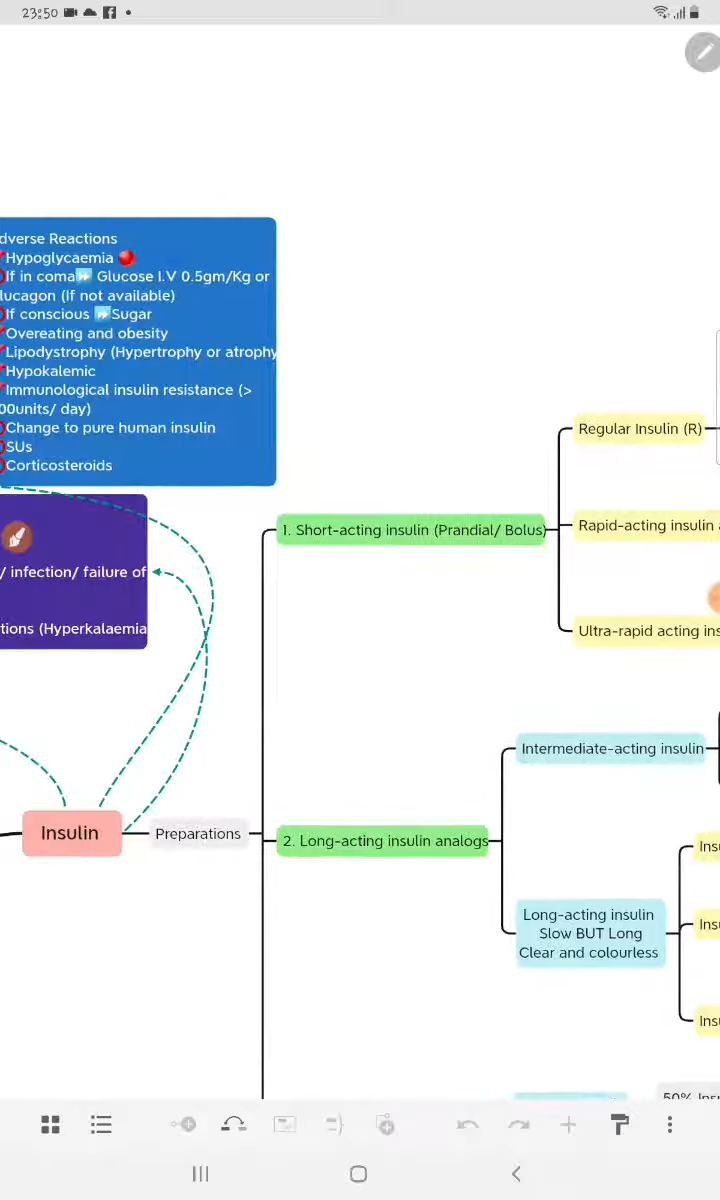 23:50
dverse Reactions
Hypoglycaemia
If in coma Glucose I.V 0.5gm/Kg or
lucagon (If not available)
If conscious Sugar
Overeating and obesity
Lipodystrophy (Hypertrophy or atrophy
Hypokalemic
Immunological insulin resistance (>
00units/ day)
Change to pure human insulin
SUs
Corticosteroids
/ infection/ failure of
tions (Hyperkalaemia
Insulin
Preparations
1. Short-acting insulin (Prandial/ Bolus)
Regular Insulin (R)
Rapid-acting insulin a
Ultra-rapid acting ins
2. Long-acting insulin analogs
Intermediate-acting insulin
Long-acting insulin
Slow BUT Long
Clear and colourless
Insu
Insu
Insu
50% Insu